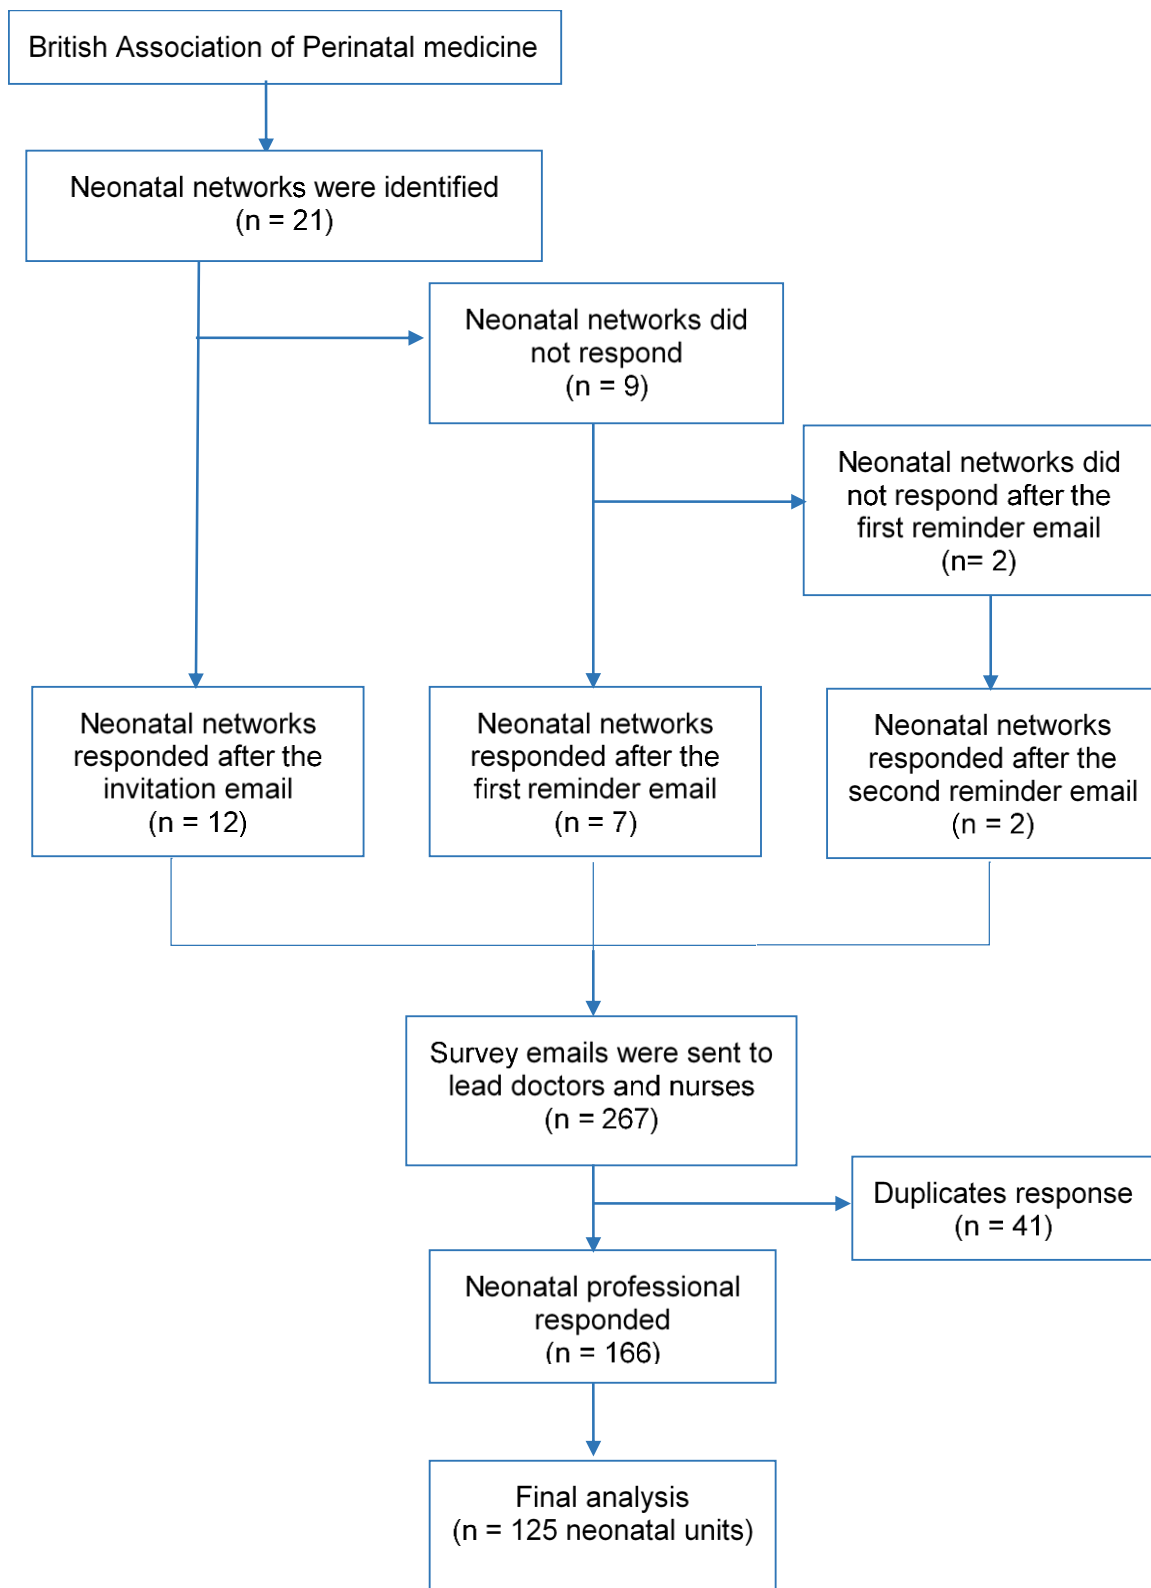 British Association of Perinatal medicine
Neonatal networks were identified
(n = 21)
Neonatal networks did
not respond
(n = 9)
Neonatal networks did
not respond after the
first reminder email
(n= 2)
Neonatal networks
responded after the
invitation email
(n = 12)
Neonatal networks
responded after the
first reminder email
(n = 7)
Neonatal networks
responded after the
second reminder email
(n = 2)
Survey emails were sent to
lead doctors and nurses
(n = 267)
Duplicates response
(n = 41)
Neonatal professional
responded
(n = 166)
Final analysis
(n = 125 neonatal units)